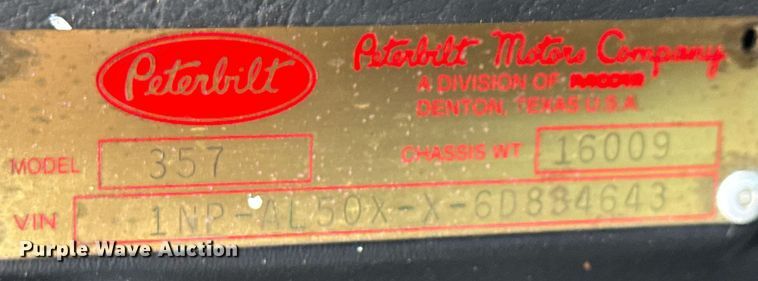 Peterbilt
Peterbilt Motors Company
A DIVISION OF PACCAR
DENTON, TEXAS U.S.A.
MODEL 357
CHASSIS WT 16009
VIN 1NP-AL50X-X-6D884643
Purple Wave Auction